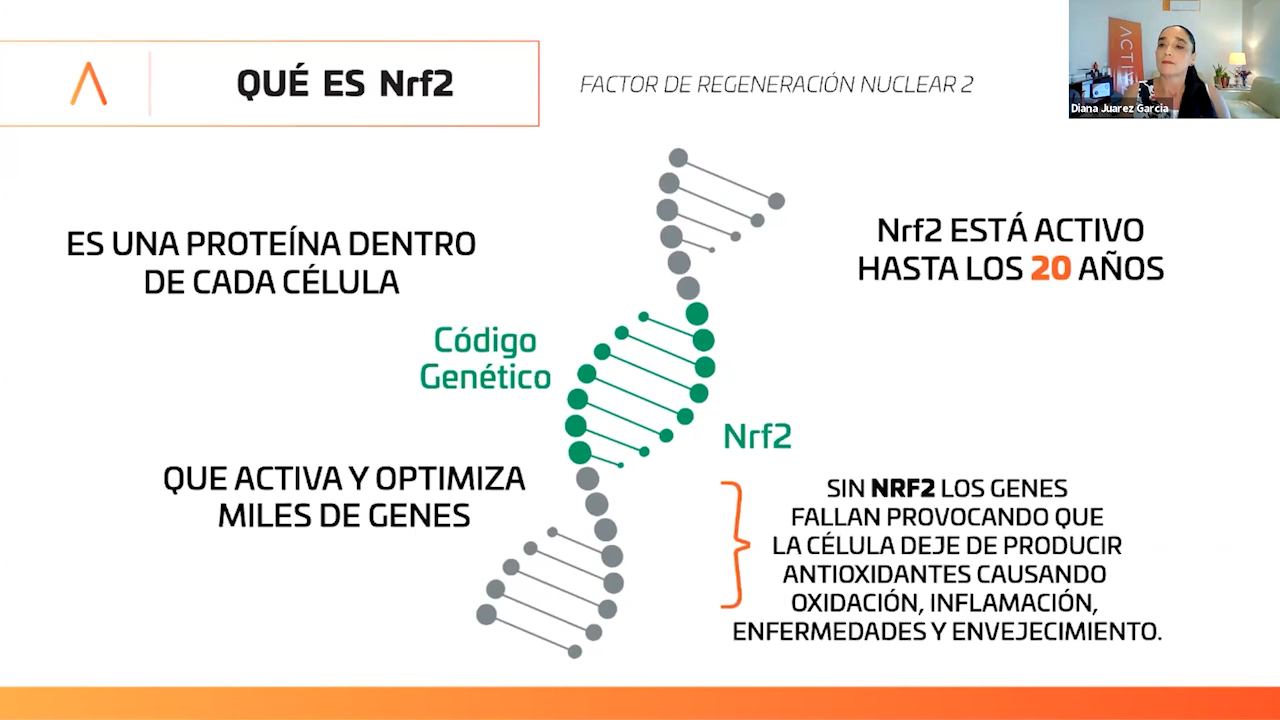 QUÉ ES Nrf2
FACTOR DE REGENERACIÓN NUCLEAR 2
ACTI
Diana Juarez Garcia
ES UNA PROTEÍNA DENTRO
DE CADA CÉLULA
Nrf2 ESTÁ ACTIVO
HASTA LOS 20 AÑOS
Código
Genético
Nrf2
QUE ACTIVA Y OPTIMIZA
MILES DE GENES
SIN NRF2 LOS GENES
FALLAN PROVOCANDO QUE
LA CÉLULA DEJE DE PRODUCIR
ANTIOXIDANTES CAUSANDO
OXIDACIÓN, INFLAMACIÓN,
ENFERMEDADES Y ENVEJECIMIENTO.